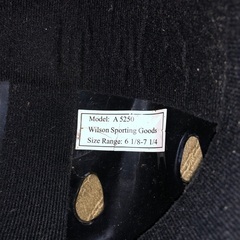 Model: A 5250
Wilson Sporting Goods
Size Range: 6 1/8-7 1/4